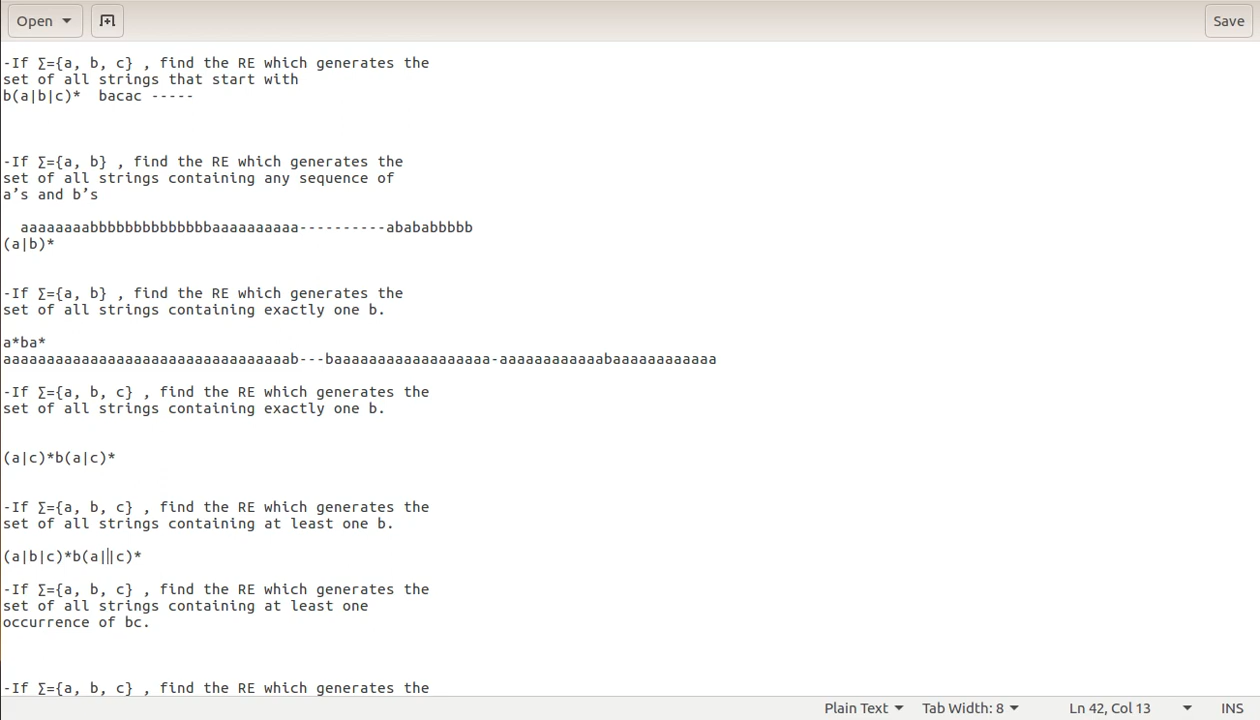 Open
Save
-If ∑={a, b, c} , find the RE which generates the
set of all strings that start with
b(a|b|c)*  bacac -----
-If ∑={a, b} , find the RE which generates the
set of all strings containing any sequence of
a’s and b’s
aaaaaaaabbbbbbbbbbbbbbaaaaaaaaaa----------abababbbbb
(a|b)*
-If ∑={a, b} , find the RE which generates the
set of all strings containing exactly one b.
a*ba*
aaaaaaaaaaaaaaaaaaaaaaaaaaaaaaaaab---baaaaaaaaaaaaaaaaaa-aaaaaaaaaaaabaaaaaaaaaaaa
-If ∑={a, b, c} , find the RE which generates the
set of all strings containing exactly one b.
(a|c)*b(a|c)*
-If ∑={a, b, c} , find the RE which generates the
set of all strings containing at least one b.
(a|b|c)*b(a||c)*
-If ∑={a, b, c} , find the RE which generates the
set of all strings containing at least one
occurrence of bc.
-If ∑={a, b, c} , find the RE which generates the
Plain Text Tab Width: 8 Ln 42, Col 13 INS